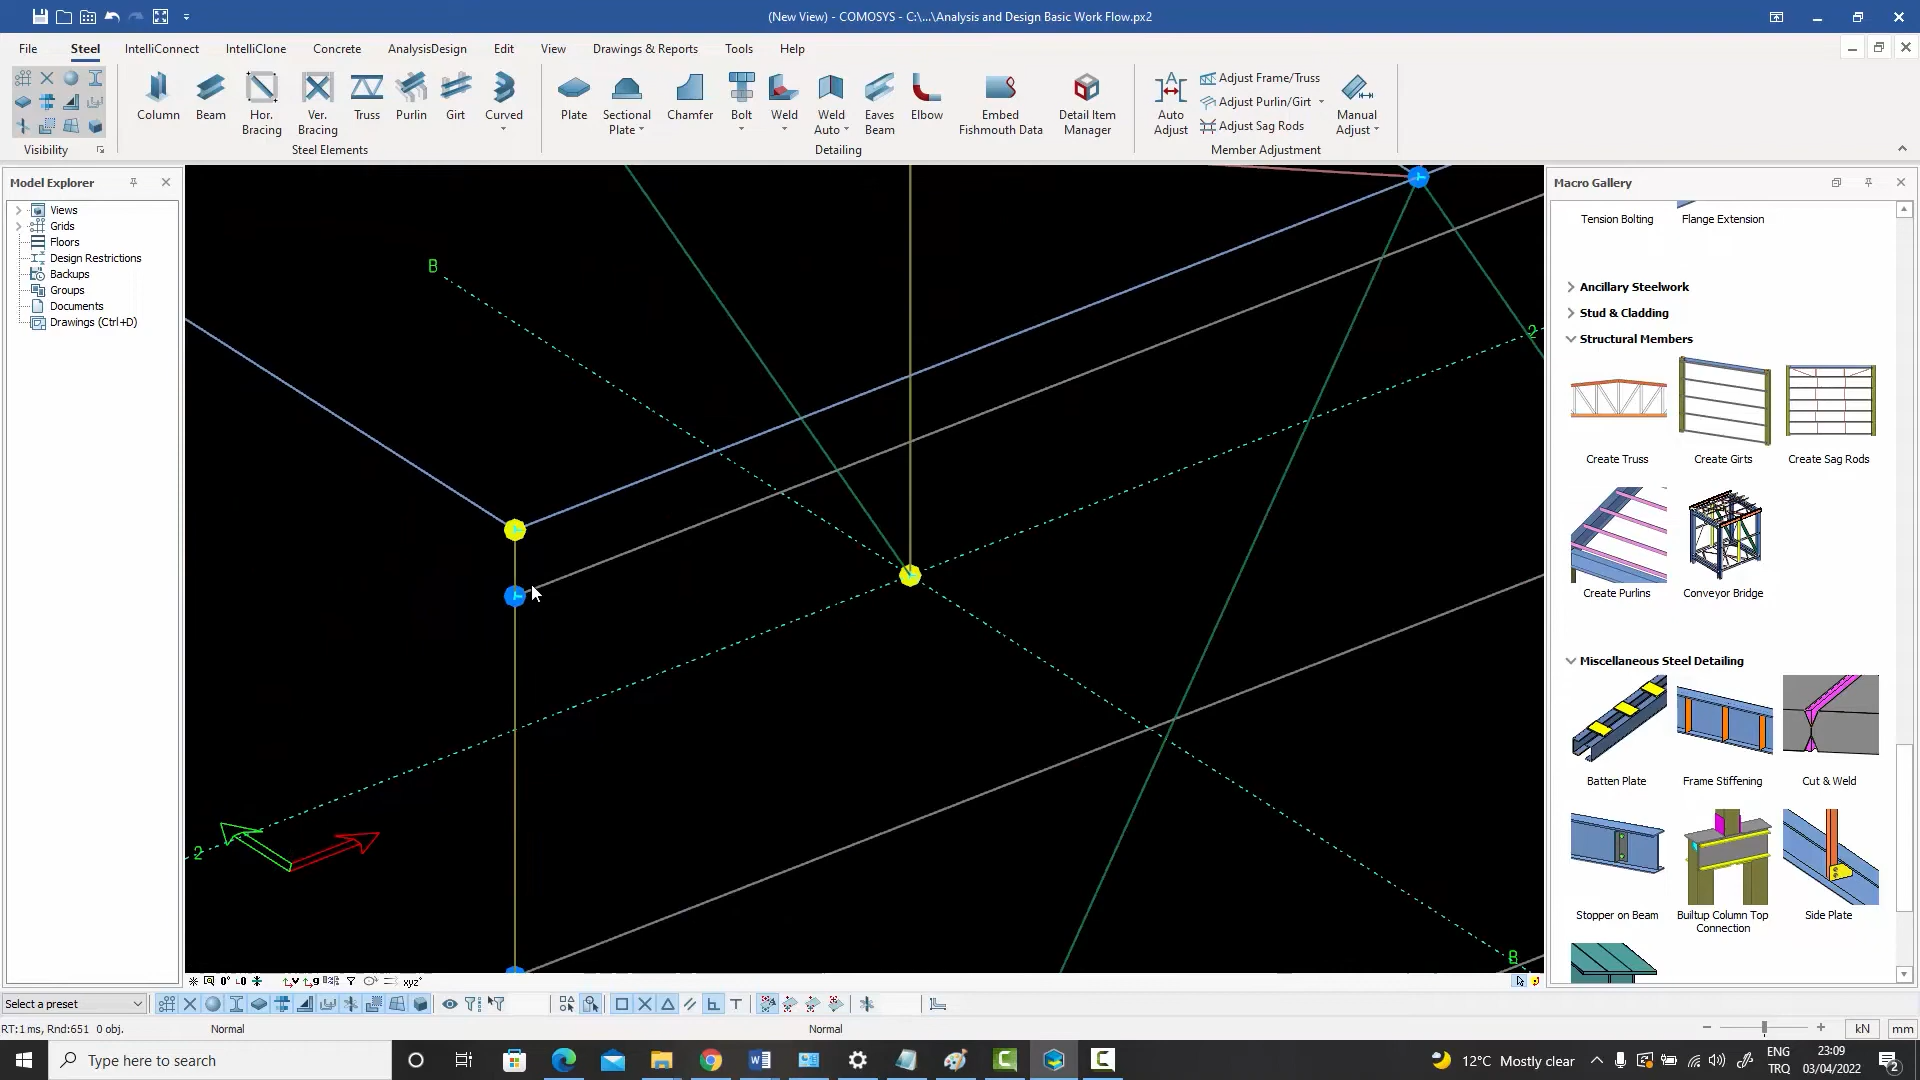 (New View) - COMOSYS - C:\...\Analysis and Design Basic Work Flow.px2
File Steel IntelliConnect IntelliClone Concrete AnalysisDesign Edit View Drawings & Reports Tools Help
Column Beam Hor. Bracing Ver. Bracing Truss Purlin Girt Curved
Plate Sectional Plate Chamfer Bolt Weld Weld Auto Eaves Beam Elbow Embed Fishmouth Data Detail Item Manager
Auto Adjust
Adjust Frame/Truss
Adjust Purlin/Girt
Adjust Sag Rods
Manual Adjust
Visibility Steel Elements Detailing Member Adjustment
Model Explorer
Views
Grids
Floors
Design Restrictions
Backups
Groups
Documents
Drawings (Ctrl+D)
B
2
2
B
Macro Gallery
Tension Bolting Flange Extension
Ancillary Steelwork
Stud & Cladding
Structural Members
Create Truss Create Girts Create Sag Rods
Create Purlins Conveyor Bridge
Miscellaneous Steel Detailing
Batten Plate Frame Stiffening Cut & Weld
Stopper on Beam Builtup Column Top Connection Side Plate
Select a preset
RT:1 ms, Rnd:651 0 obj. Normal Normal kN mm
Type here to search
12°C Mostly clear
ENG
TRQ
23:09
03/04/2022
2